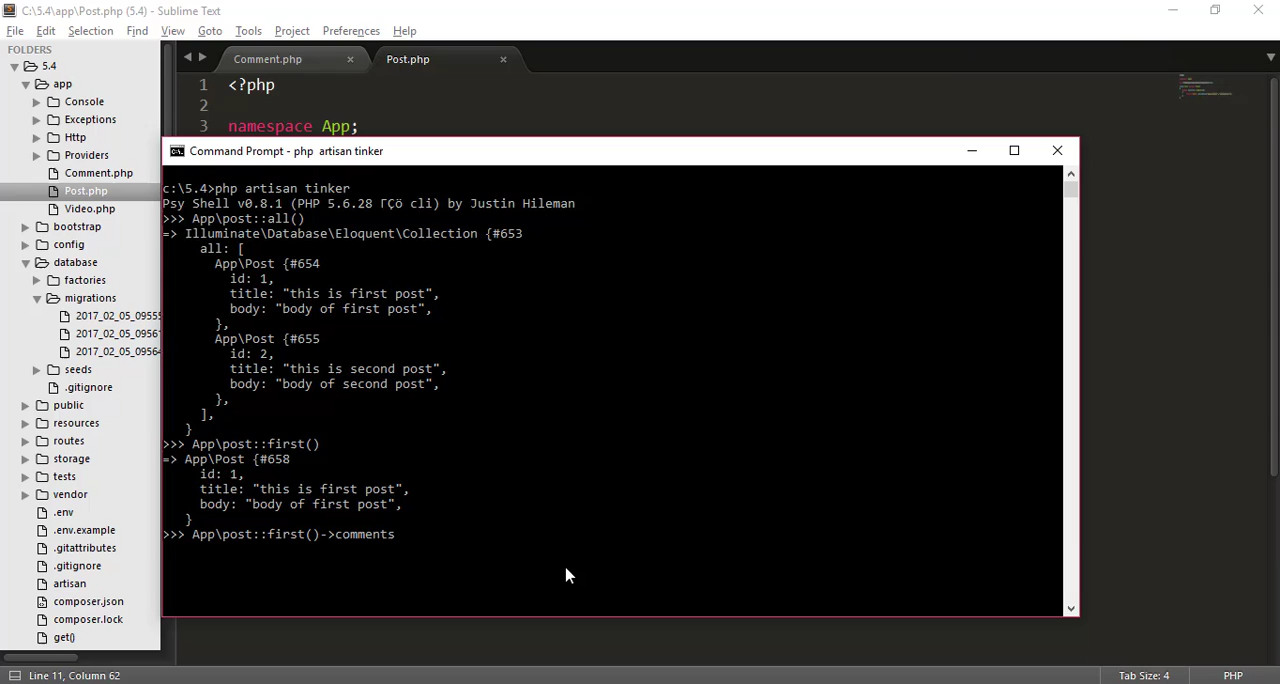 C:\5.4\app\Post.php (5.4) - Sublime Text
File Edit Selection Find View Goto Tools Project Preferences Help
FOLDERS
5.4
app
Console
Exceptions
Http
Providers
Comment.php
Post.php
Video.php
bootstrap
config
database
factories
migrations
2017_02_05_0955
2017_02_05_0956
2017_02_05_0956
seeds
.gitignore
public
resources
routes
storage
tests
vendor
.env
.env.example
.gitattributes
.gitignore
artisan
composer.json
composer.lock
get()
Comment.php Post.php
1 <?php
2
3 namespace App;
Command Prompt - php  artisan tinker
c:\5.4>php artisan tinker
Psy Shell v0.8.1 (PHP 5.6.28 ΓÇö cli) by Justin Hileman
>>> App\post::all()
=> Illuminate\Database\Eloquent\Collection {#653
all: [
App\Post {#654
id: 1,
title: "this is first post",
body: "body of first post",
},
App\Post {#655
id: 2,
title: "this is second post",
body: "body of second post",
},
],
}
>>> App\post::first()
=> App\Post {#658
id: 1,
title: "this is first post",
body: "body of first post",
}
>>> App\post::first()->comments
Line 11, Column 62 Tab Size: 4 PHP